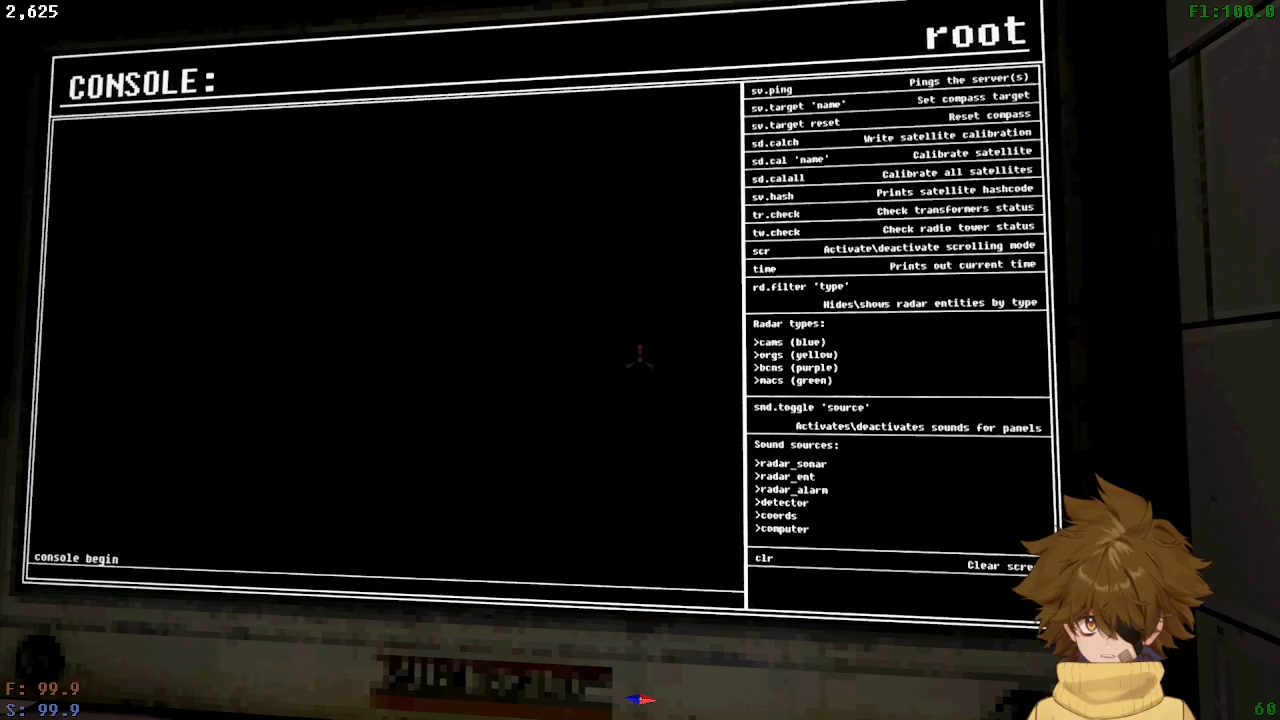 2,625
Fl:100.0
root
CONSOLE:
sv.ping Pings the server(s)
sv.target 'name' Set compass target
sv.target reset Reset compass
sd.calch Write satellite calibration
sd.cal 'name' Calibrate satellite
sd.calall Calibrate all satellites
sv.hash Prints satellite hashcode
tr.check Check transformers status
tw.check Check radio tower status
scr Activate\deactivate scrolling mode
time Prints out current time
rd.filter 'type'
Hides\shows radar entities by type
Radar types:
>cams (blue)
>orgs (yellow)
>bcns (purple)
>macs (green)
snd.toggle 'source'
Activates\deactivates sounds for panels
Sound sources:
>radar_sonar
>radar_ent
>radar_alarm
>detector
>coords
>computer
clr Clear scre
console begin
F: 99.9
S: 99.9
60